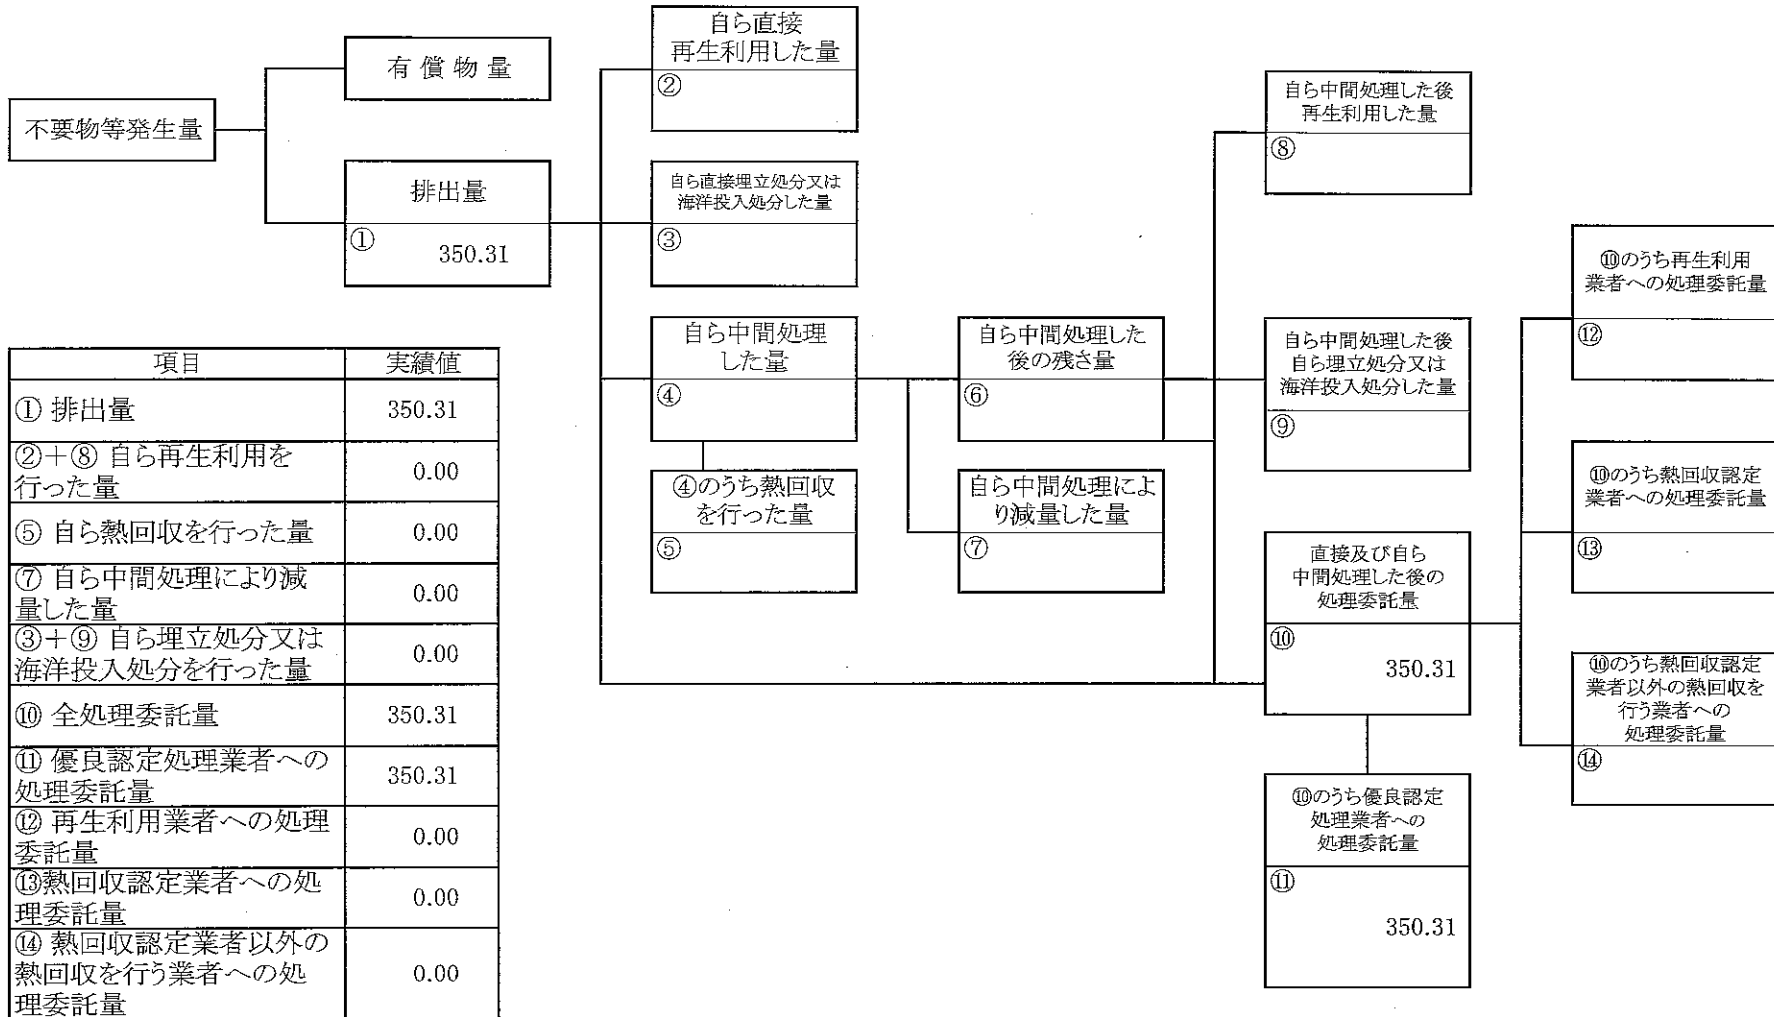 不要物等発生量
有償物量
排出量
①
350.31
自ら直接
再生利用した量
②
自ら直接埋立処分又は
海洋投入処分した量
③
自ら中間処理
した量
④
④のうち熱回収
を行った量
⑤
自ら中間処理した
後の残さ量
⑥
自ら中間処理によ
り減量した量
⑦
自ら中間処理した後
再生利用した量
⑧
自ら中間処理した後
自ら埋立処分又は
海洋投入処分した量
⑨
直接及び自ら
中間処理した後の
処理委託量
⑩
350.31
⑩のうち優良認定
処理業者への
処理委託量
⑪
350.31
⑩のうち再生利用
業者への処理委託量
⑫
⑩のうち熱回収認定
業者への処理委託量
⑬
⑩のうち熱回収認定
業者以外の熱回収を
行う業者への
処理委託量
⑭
項目 実績値
① 排出量 350.31
②+⑧ 自ら再生利用を
行った量 0.00
⑤ 自ら熱回収を行った量 0.00
⑦ 自ら中間処理により減
量した量 0.00
③+⑨ 自ら埋立処分又は
海洋投入処分を行った量 0.00
⑩ 全処理委託量 350.31
⑪ 優良認定処理業者への
処理委託量 350.31
⑫ 再生利用業者への処理
委託量 0.00
⑬熱回収認定業者への処
理委託量 0.00
⑭ 熱回収認定業者以外の
熱回収を行う業者への処
理委託量 0.00